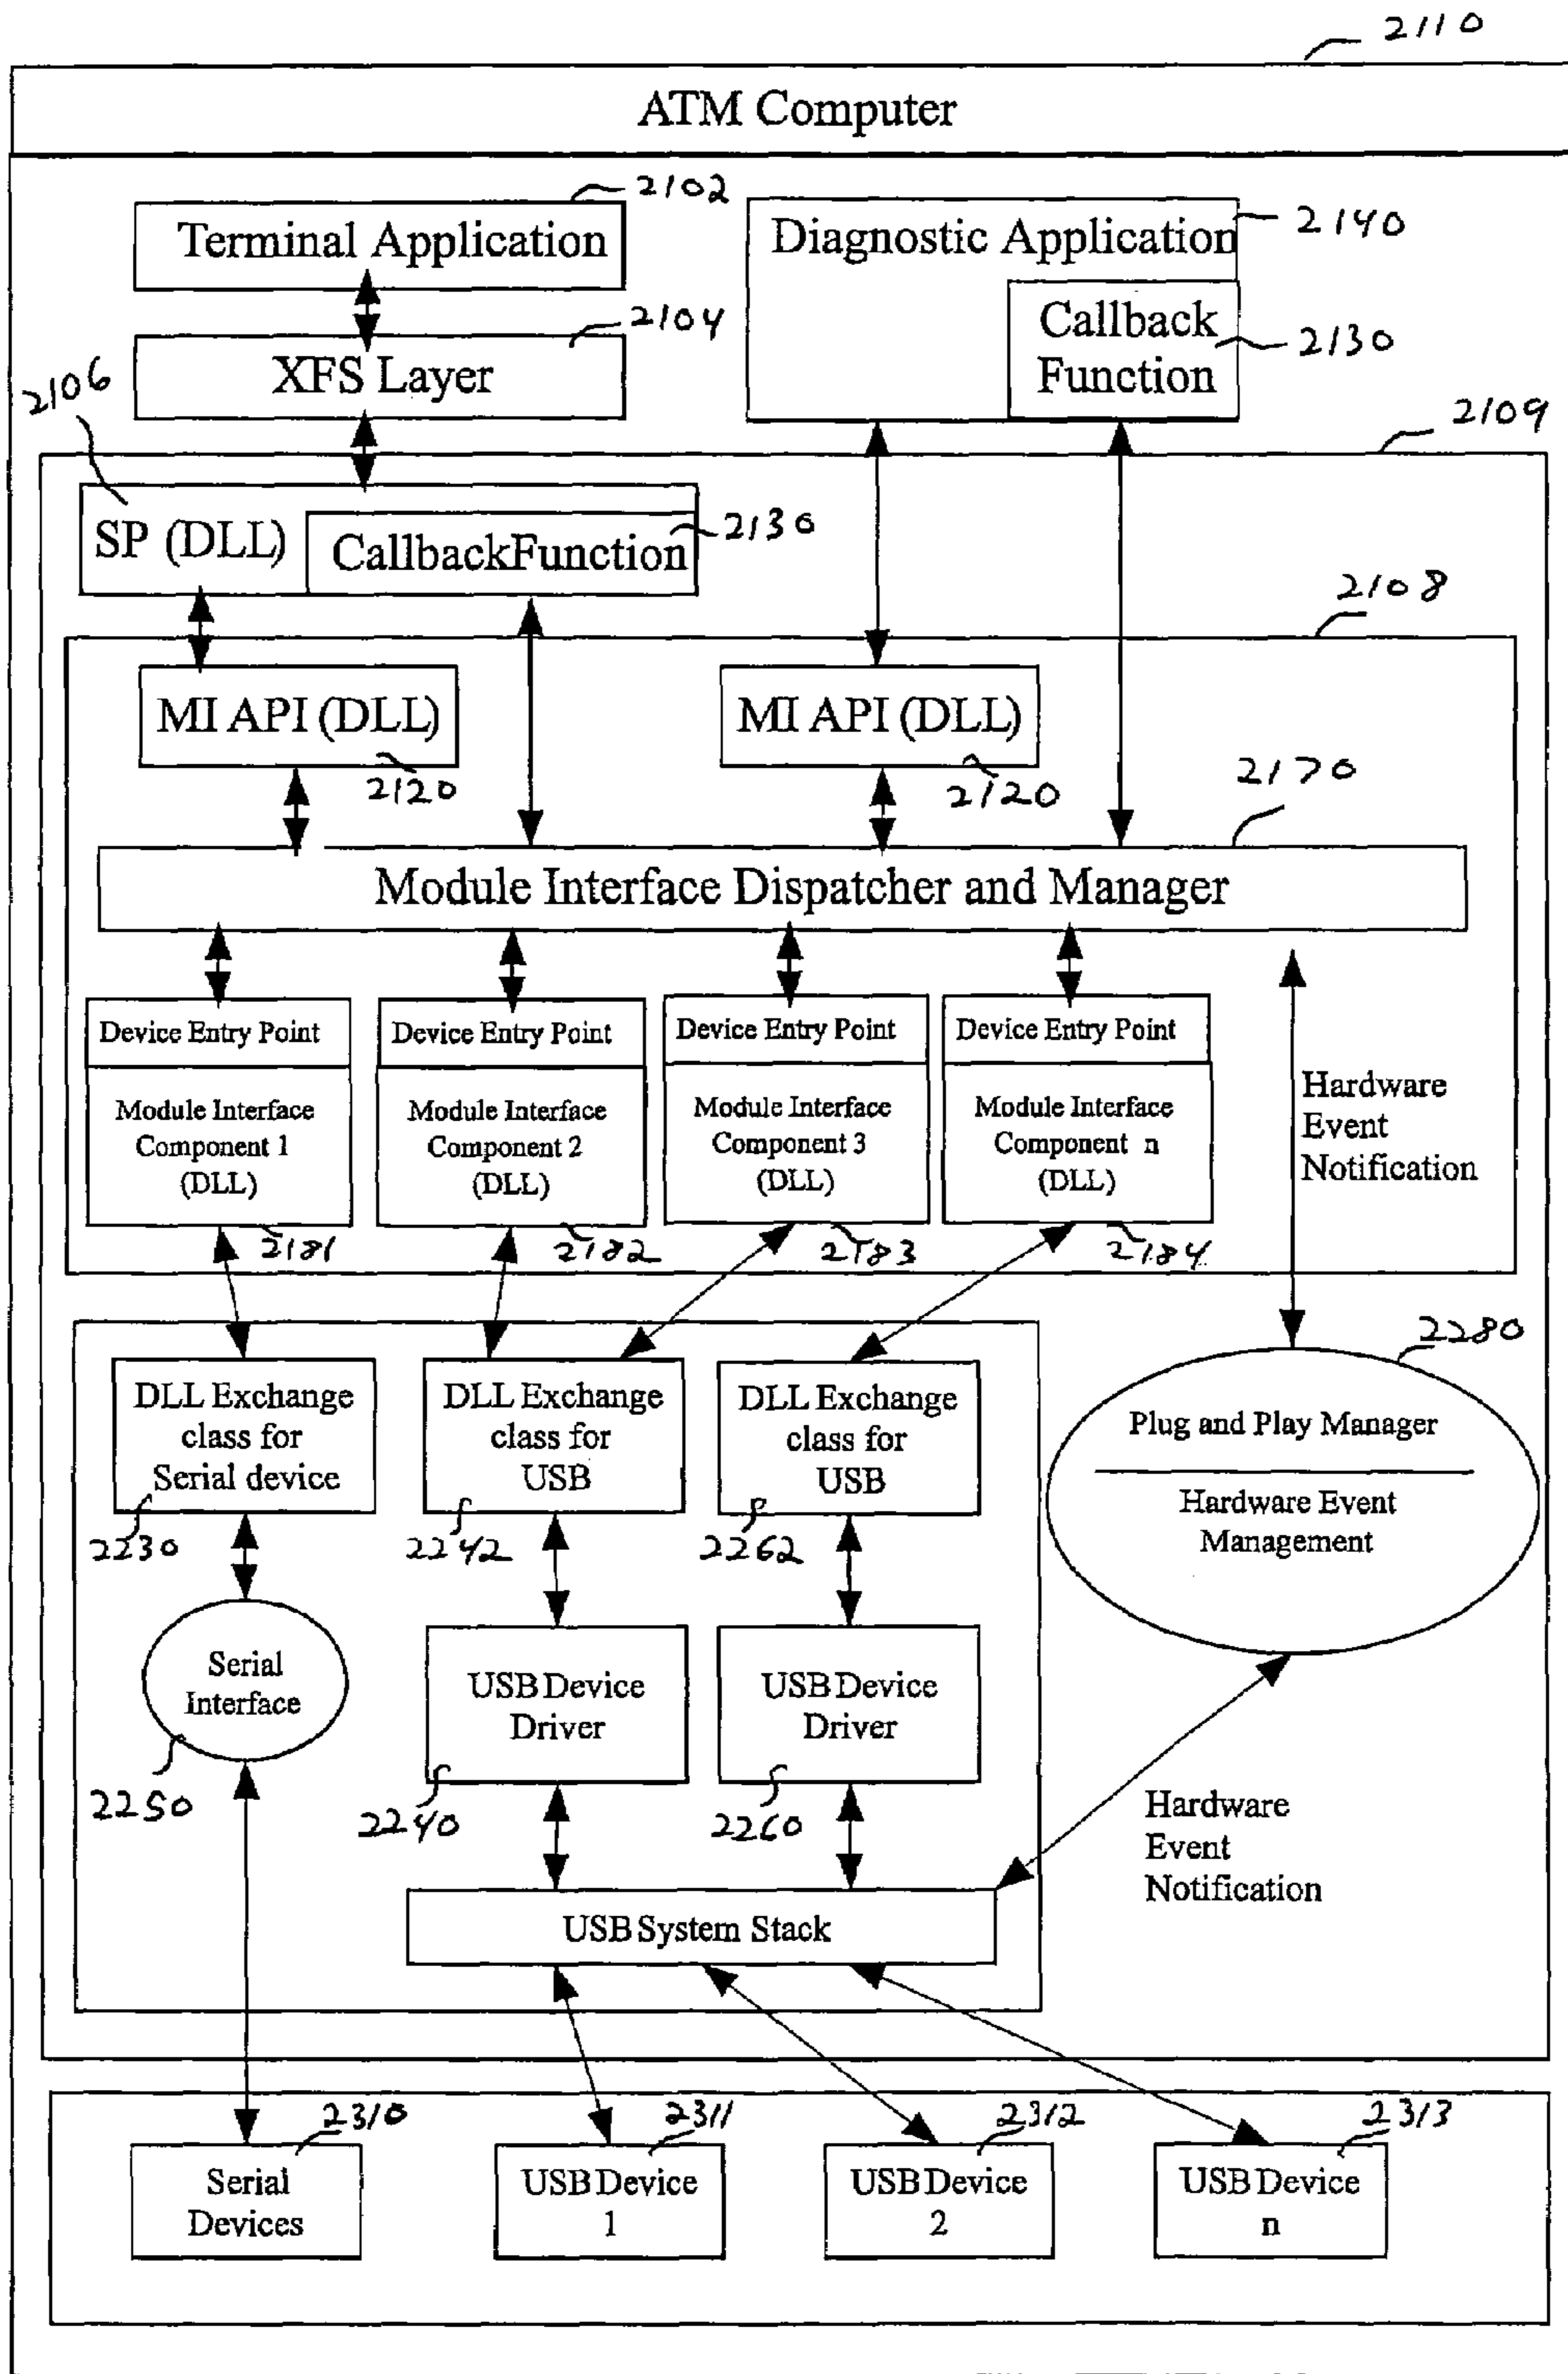 2110
ATM Computer
2102
Terminal Application
2140
Diagnostic Application
Callback
Function
2130
2104
XFS Layer
2106
2109
SP (DLL)
CallbackFunction
2130
2108
MI API (DLL)
2120
MI API (DLL)
2120
2170
Module Interface Dispatcher and Manager
Device Entry Point
Module Interface
Component 1
(DLL)
2181
Device Entry Point
Module Interface
Component 2
(DLL)
2182
Device Entry Point
Module Interface
Component 3
(DLL)
2183
Device Entry Point
Module Interface
Component n
(DLL)
2184
Hardware
Event
Notification
DLL Exchange
class for
Serial device
2230
DLL Exchange
class for
USB
2242
DLL Exchange
class for
USB
2262
2280
Plug and Play Manager
Hardware Event
Management
Serial
Interface
2250
USB Device
Driver
2240
USB Device
Driver
2260
Hardware
Event
Notification
USB System Stack
2310
Serial
Devices
2311
USB Device
1
2312
USB Device
2
2313
USB Device
n